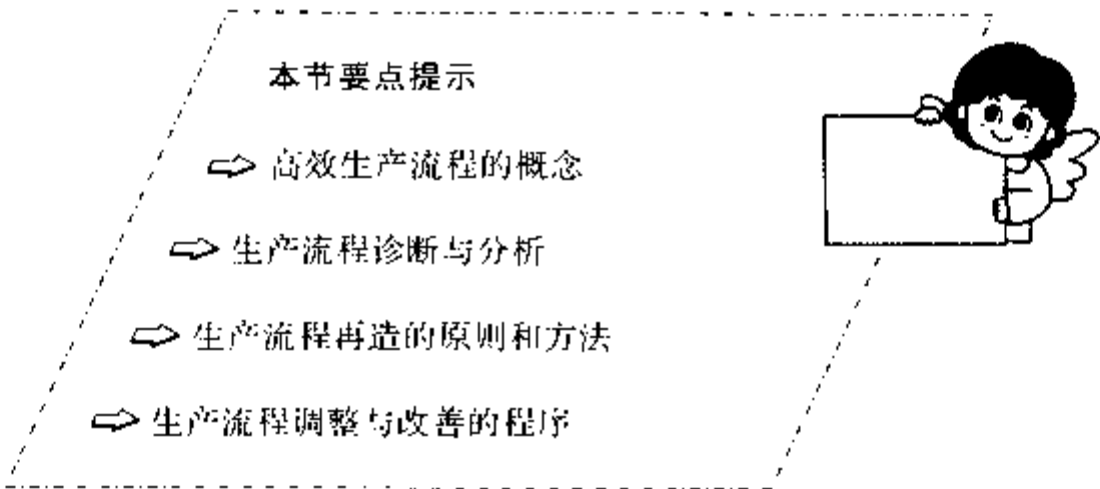 本节要点提示
高效生产流程的概念
生产流程诊断与分析
生产流程再造的原则和方法
生产流程调整与改善的程序